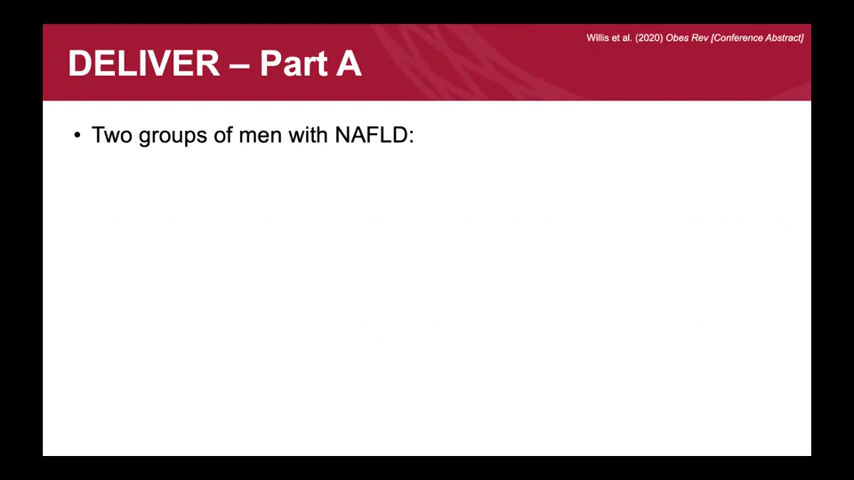 Willis et al. (2020) Obes Rev [Conference Abstract]
DELIVER – Part A
• Two groups of men with NAFLD: